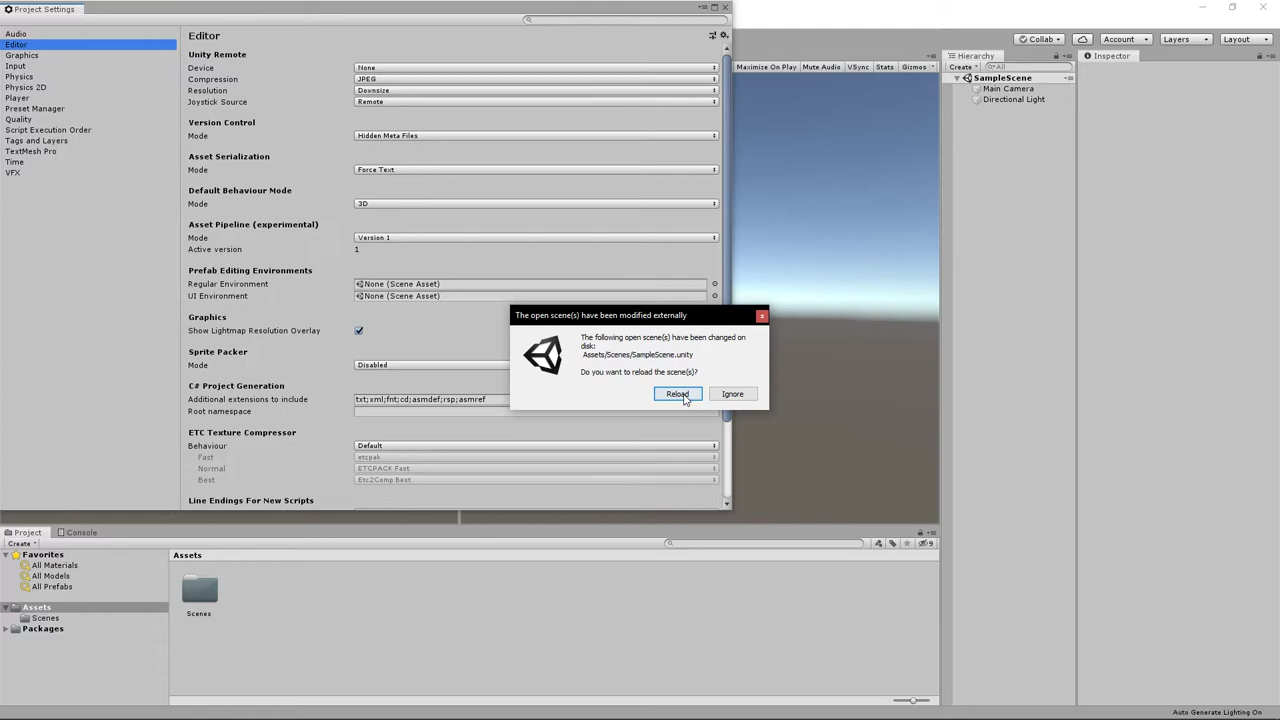 Project Settings
Audio
Editor
Graphics
Input
Physics
Physics 2D
Player
Preset Manager
Quality
Script Execution Order
Tags and Layers
TextMesh Pro
Time
VFX
Editor
Unity Remote
Device None
Compression JPEG
Resolution Downsize
Joystick Source Remote
Version Control
Mode Hidden Meta Files
Asset Serialization
Mode Force Text
Default Behaviour Mode
Mode 3D
Asset Pipeline (experimental)
Mode Version 1
Active version 1
Prefab Editing Environments
Regular Environment None (Scene Asset)
UI Environment None (Scene Asset)
Graphics
Show Lightmap Resolution Overlay
Sprite Packer
Mode Disabled
C# Project Generation
Additional extensions to include txt;xml;fnt;cd;asmdef;rsp;asmref
Root namespace
ETC Texture Compressor
Behaviour Default
Fast etcpak
Normal ETCPACK Fast
Best Etc2Comp Best
Line Endings For New Scripts
The open scene(s) have been modified externally
x
The following open scene(s) have been changed on
disk:
Assets/Scenes/SampleScene.unity
Do you want to reload the scene(s)?
Reload Ignore
Collab Account Layers Layout
Maximize On Play Mute Audio VSync Stats Gizmos
Hierarchy
Create All
SampleScene
Main Camera
Directional Light
Inspector
Project Console
Create
9
Favorites
All Materials
All Models
All Prefabs
Assets
Scenes
Packages
Assets
Scenes
Auto Generate Lighting On